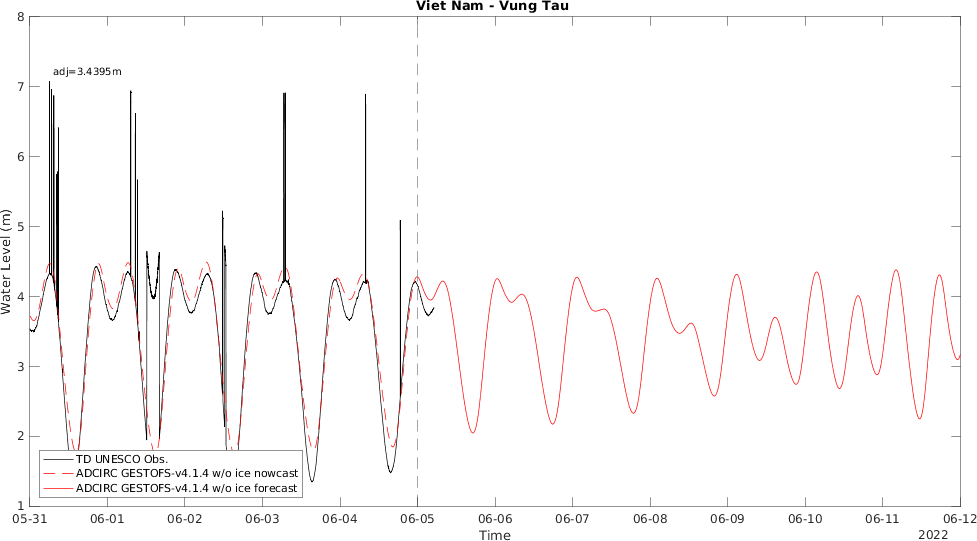 Viet Nam - Vung Tau
adj=3.4395m
Water Level (m)
8
7
6
5
4
3
2
1
TD UNESCO Obs.
ADCIRC GESTOFS-v4.1.4 w/o ice nowcast
ADCIRC GESTOFS-v4.1.4 w/o ice forecast
05-31 06-01 06-02 06-03 06-04 06-05 06-06 06-07 06-08 06-09 06-10 06-11 06-12
Time
2022